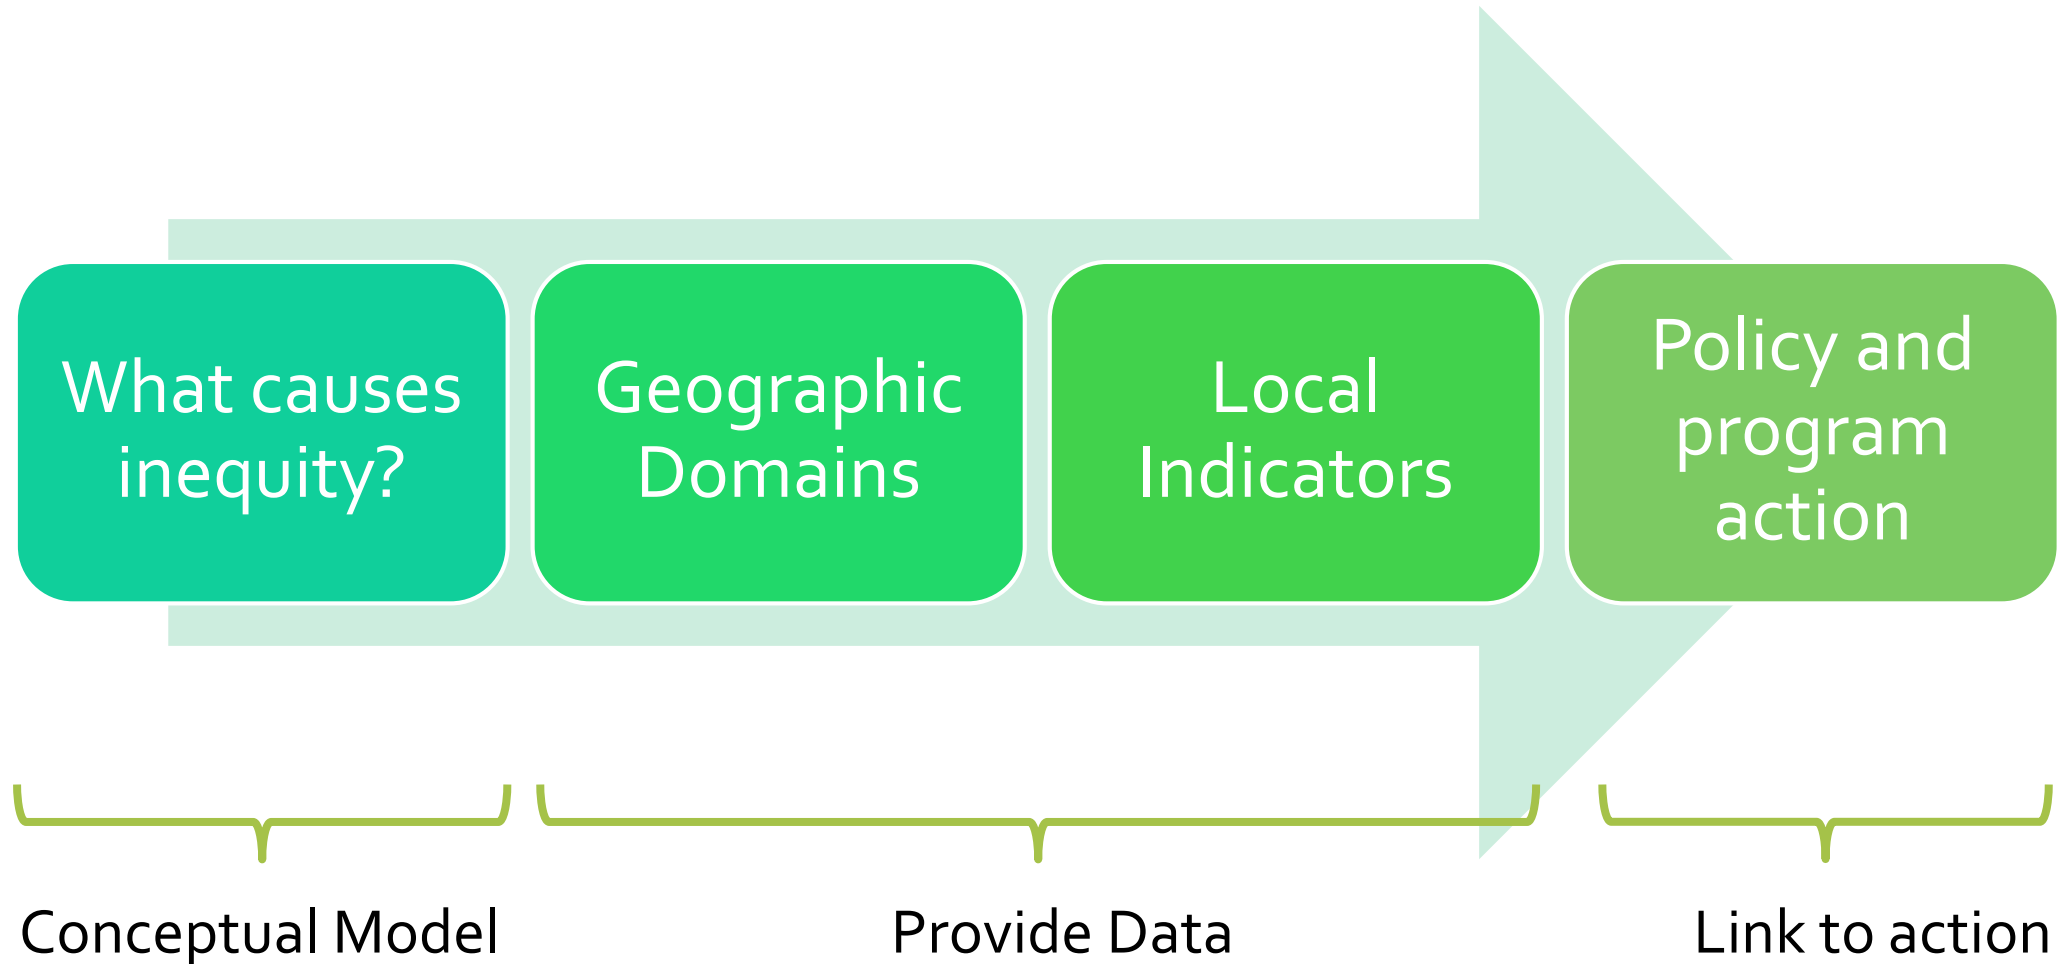 What causes
inequity?
Geographic
Domains
Local
Indicators
Policy and
program
action
Conceptual Model
Provide Data
Link to action